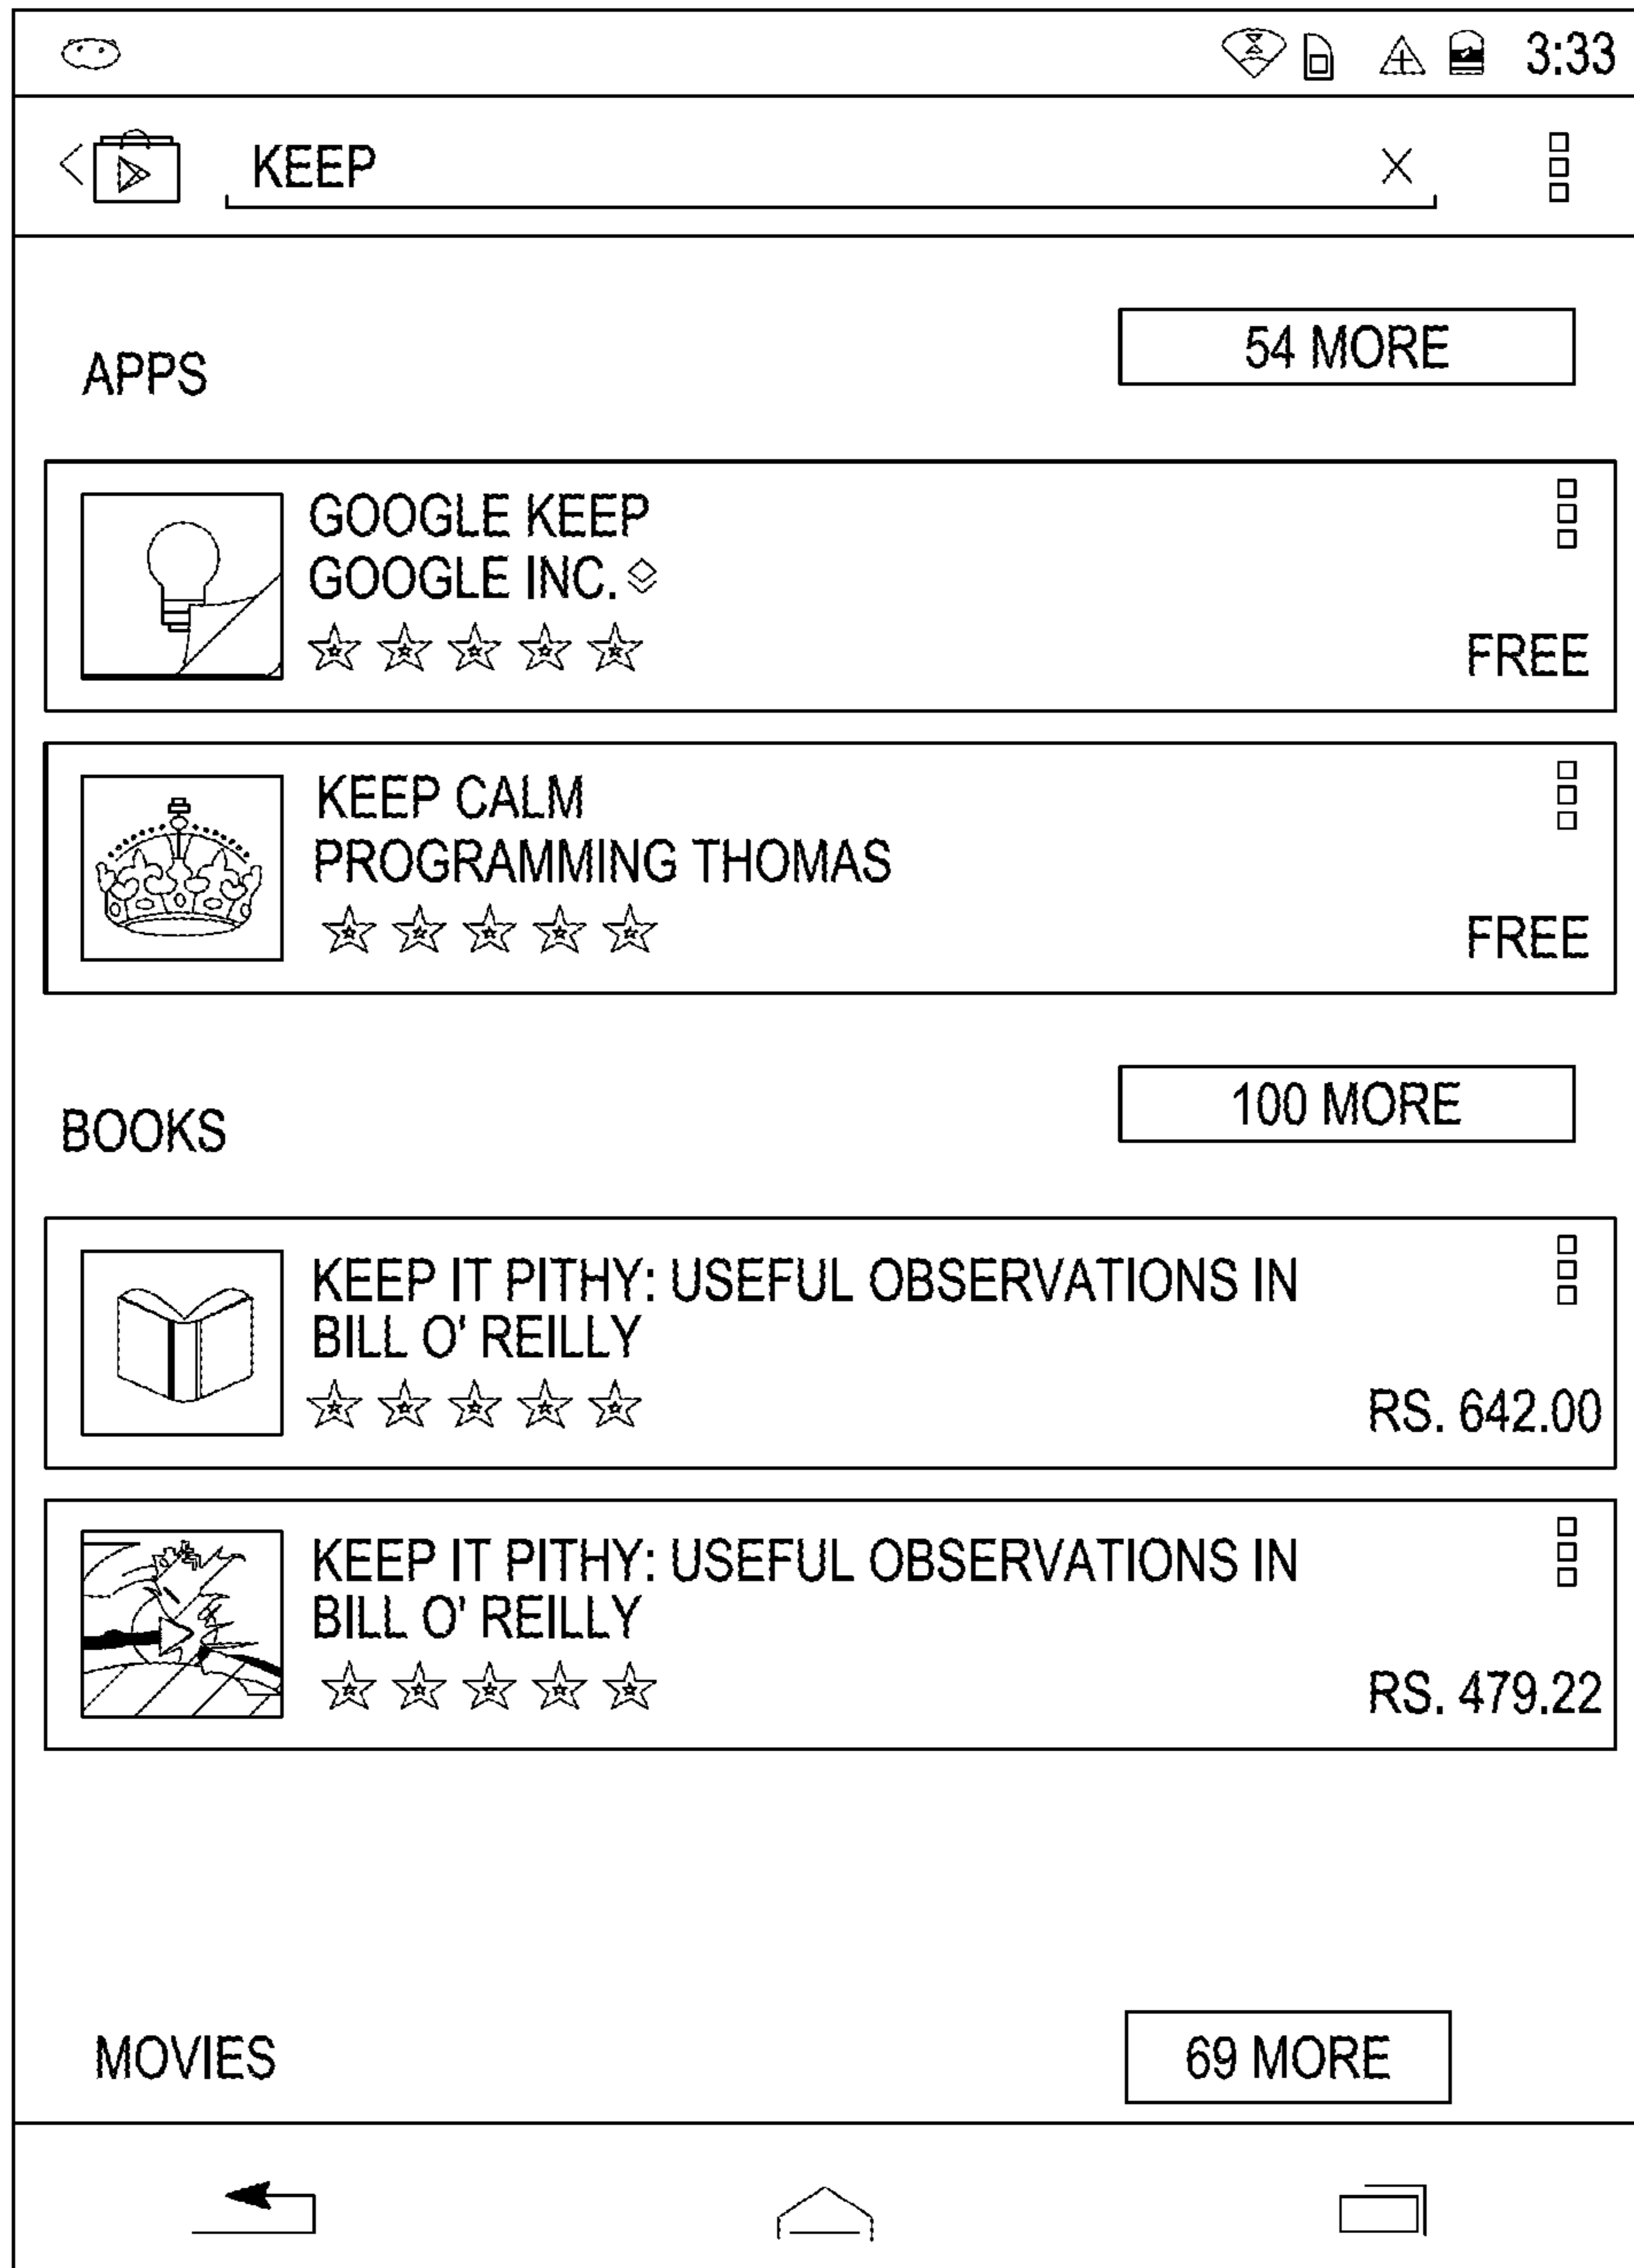 3:33
KEEP
APPS
54 MORE
GOOGLE KEEP
GOOGLE INC.
FREE
KEEP CALM
PROGRAMMING THOMAS
FREE
BOOKS
100 MORE
KEEP IT PITHY: USEFUL OBSERVATIONS IN
BILL O' REILLY
RS. 642.00
KEEP IT PITHY: USEFUL OBSERVATIONS IN
BILL O' REILLY
RS. 479.22
MOVIES
69 MORE